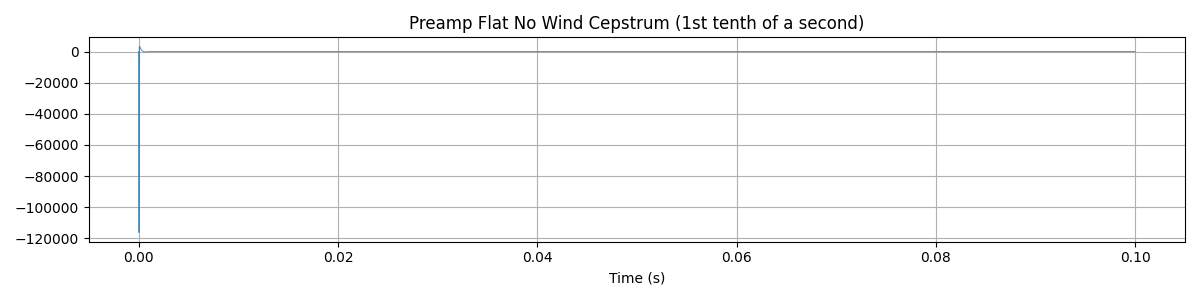 Preamp Flat No Wind Cepstrum (1st tenth of a second)
0
−20000
−40000
−60000
−80000
−100000
−120000
0.00 0.02 0.04 0.06 0.08 0.10
Time (s)